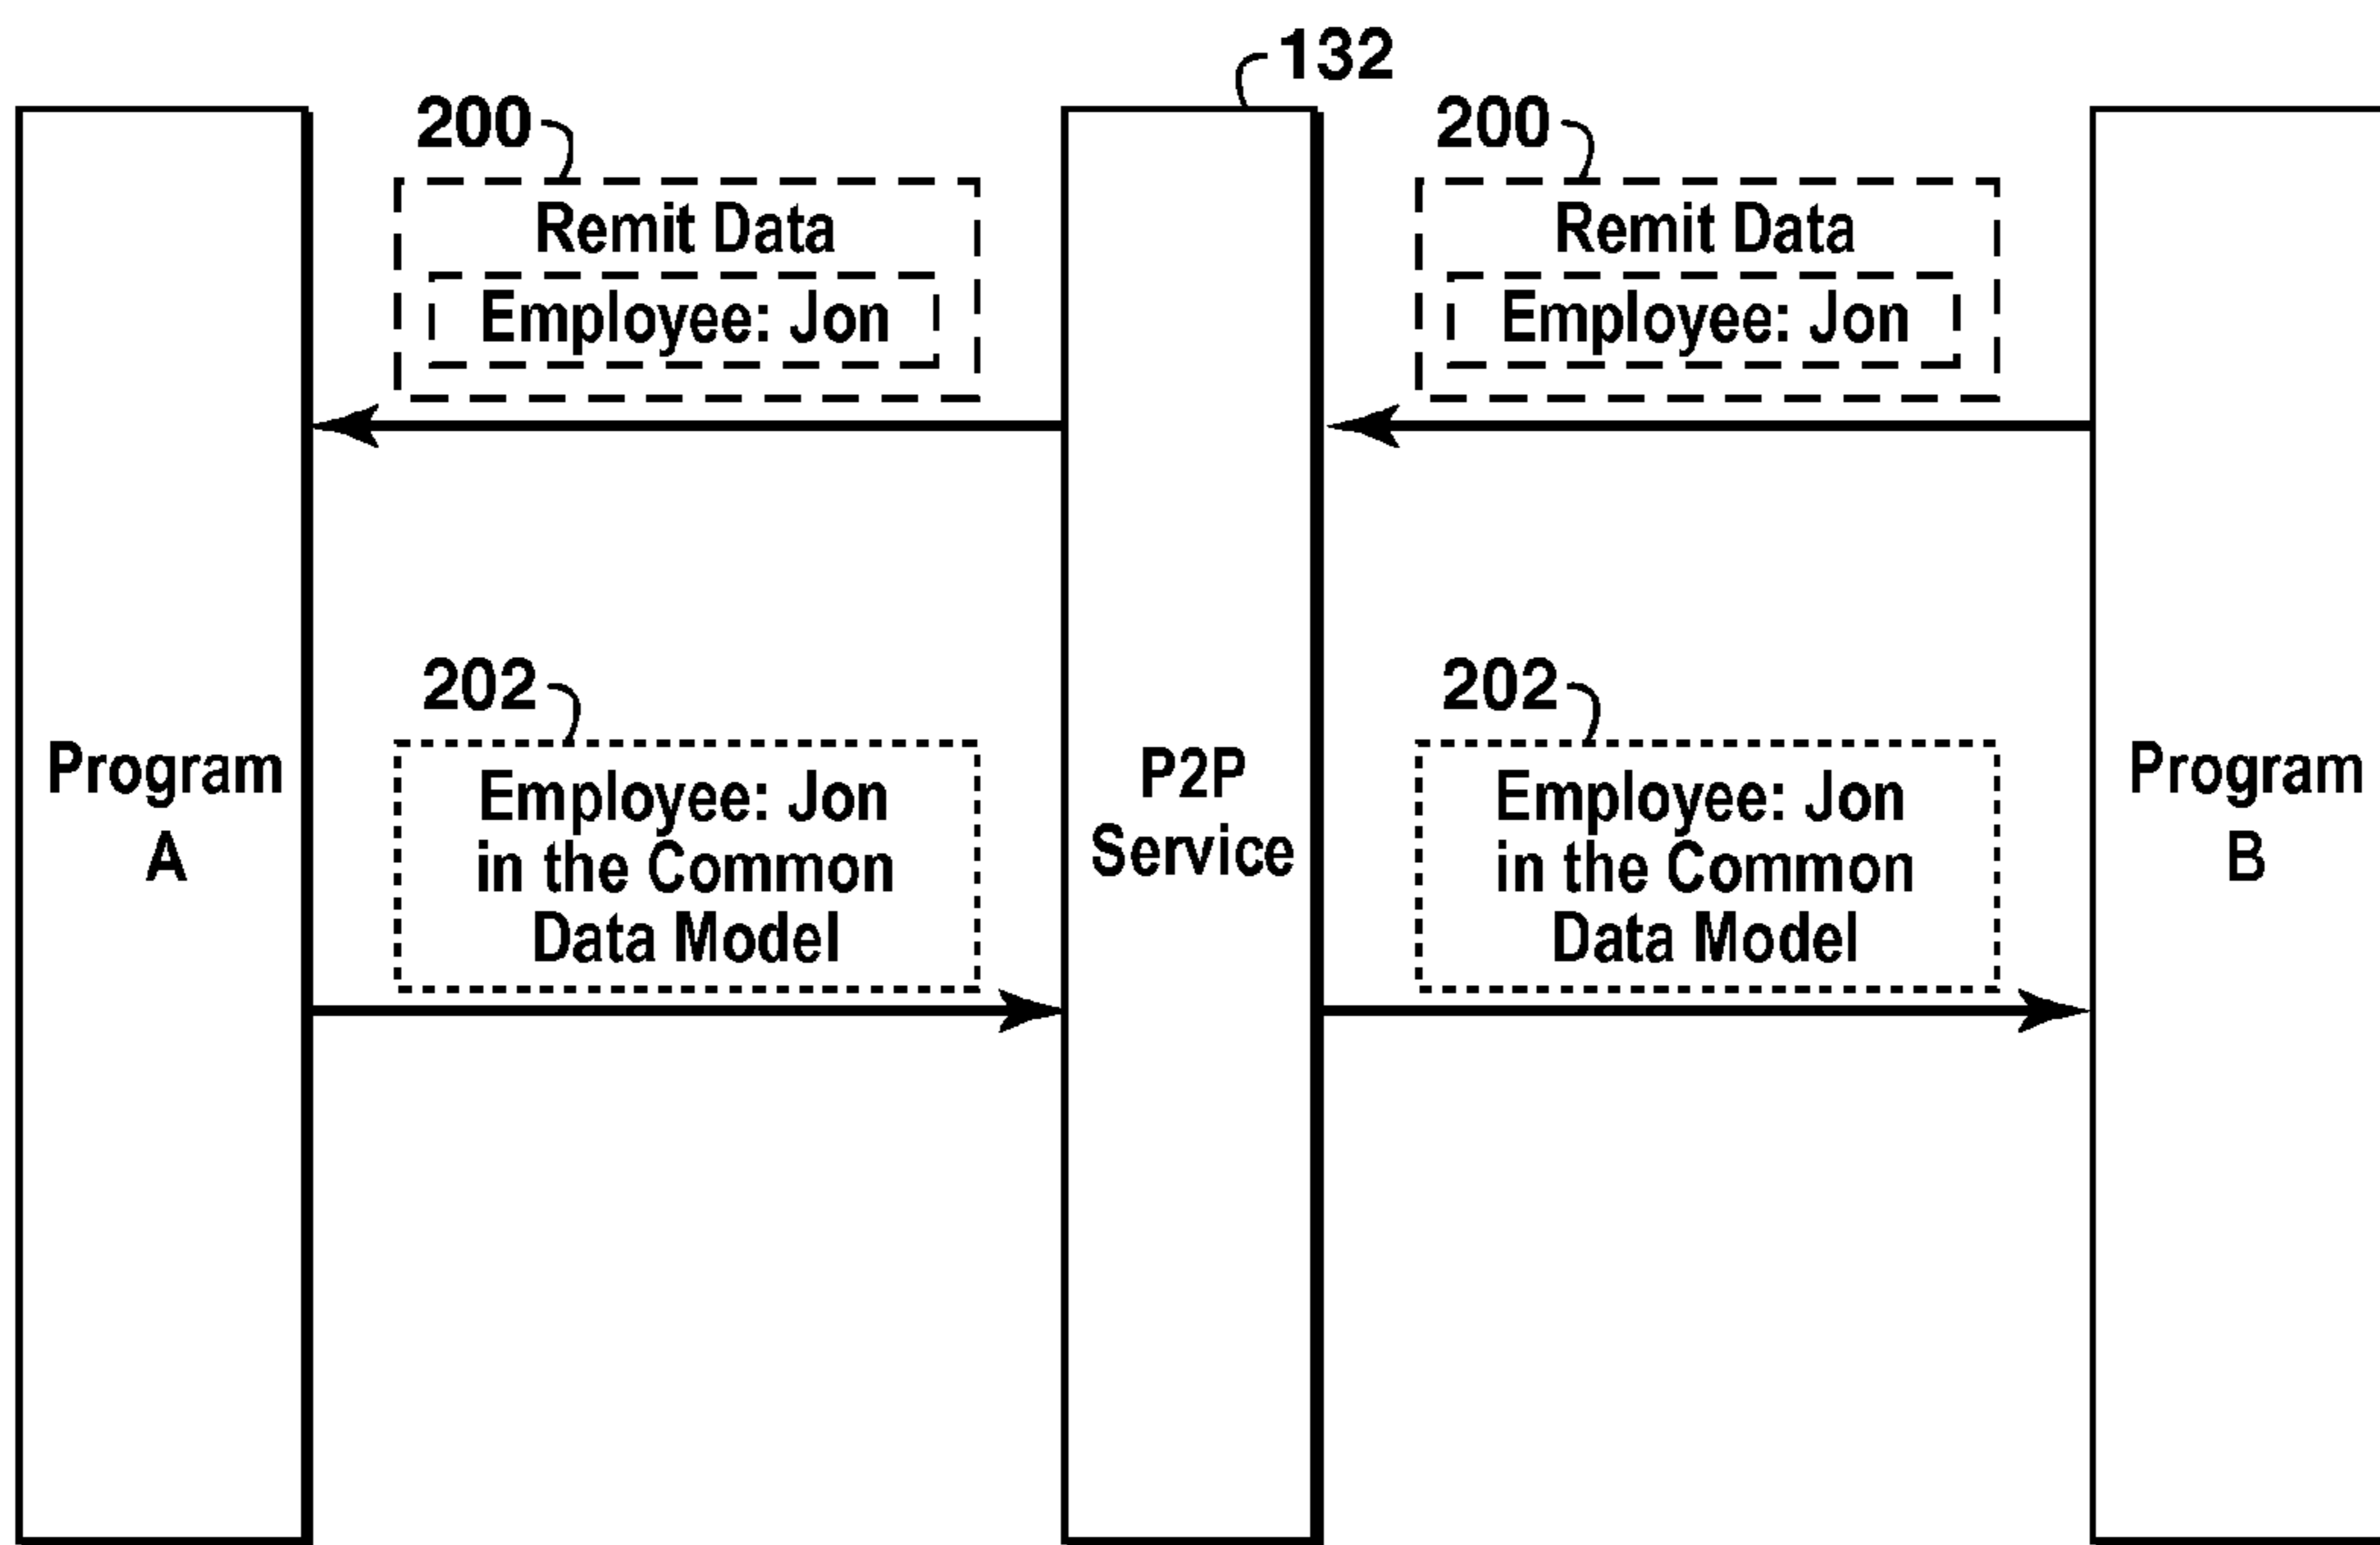 132
200
200
Remit Data
Employee: Jon
Remit Data
Employee: Jon
202
202
Program
A
Employee: Jon
in the Common
Data Model
P2P
Service
Employee: Jon
in the Common
Data Model
Program
B